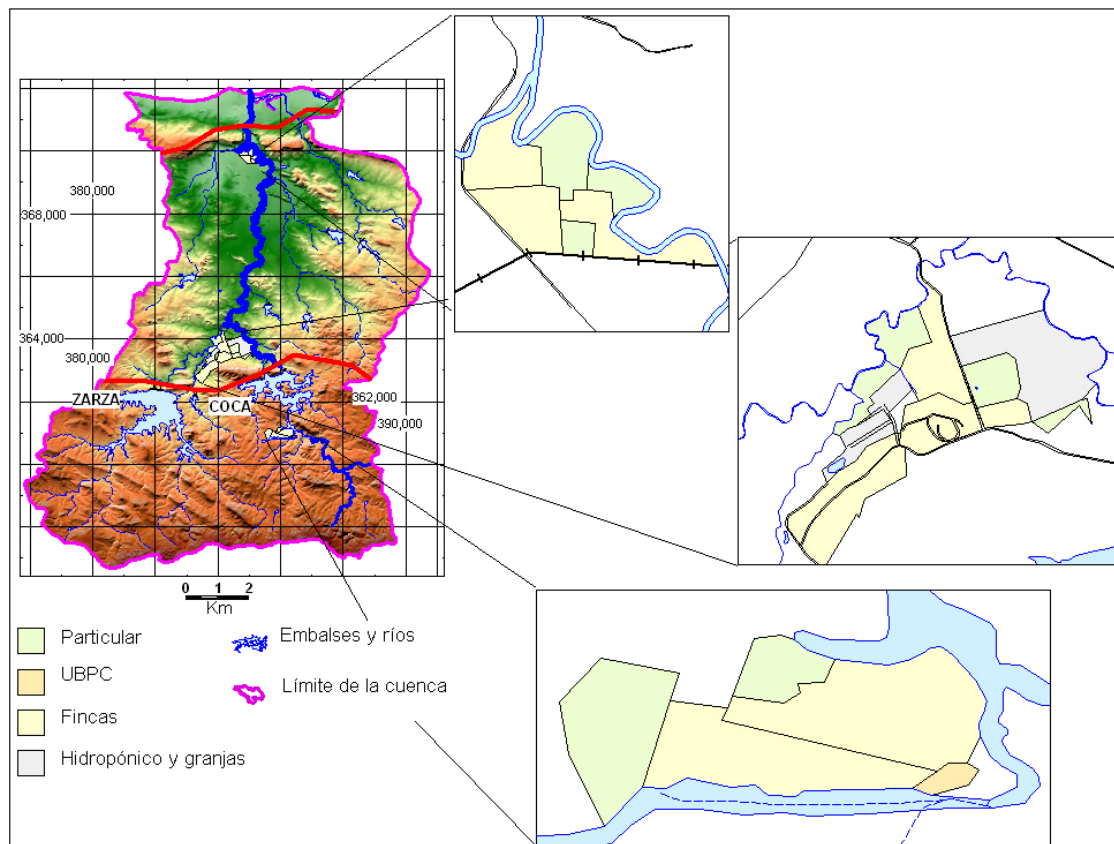 380,000
368,000
364,000
380,000
ZARZA
COCA
362,000
390,000
0 1 2
Km
Particular
UBPC
Fincas
Hidropónico y granjas
Embalses y ríos
Límite de la cuenca